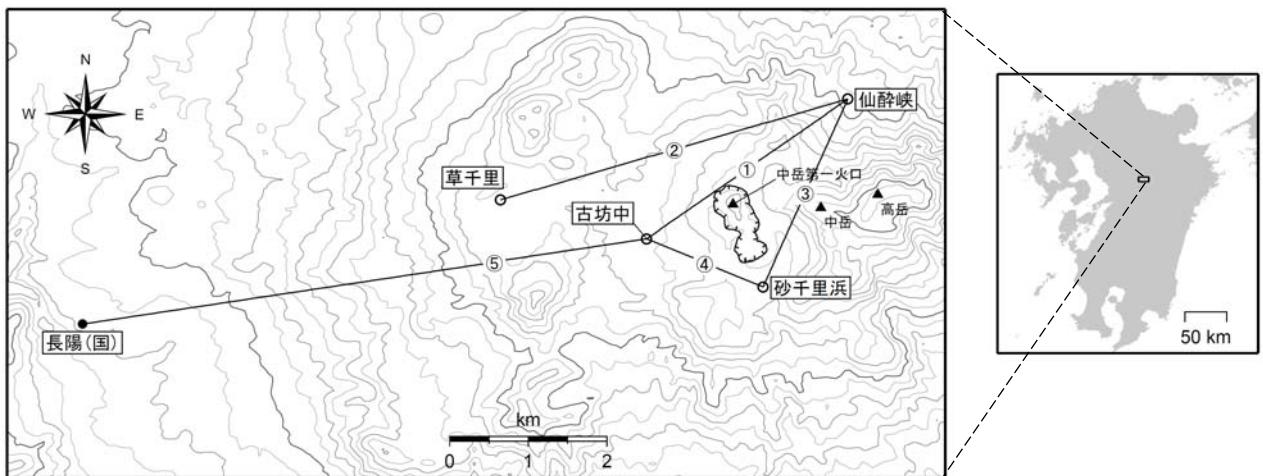 N
W E
S
仙酔峡
②
①
草千里
中岳第一火口
③
高岳
古坊中
中岳
④
⑤
砂千里浜
長陽(国)
km
0 1 2
50 km